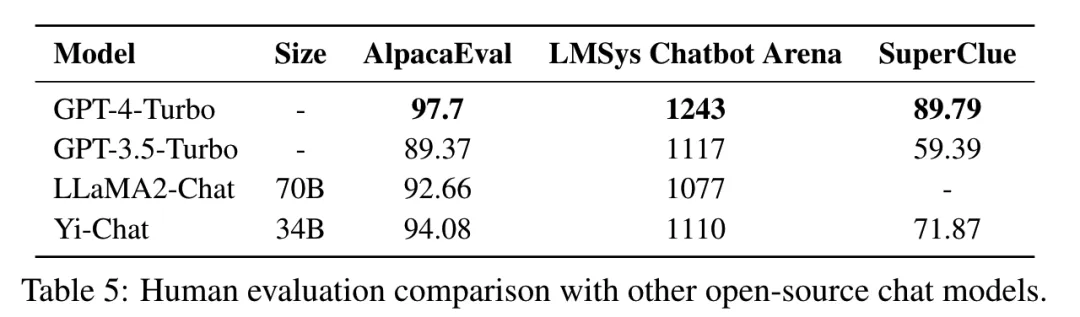 Model Size AlpacaEval LMSys Chatbot Arena SuperClue
GPT-4-Turbo - 97.7 1243 89.79
GPT-3.5-Turbo - 89.37 1117 59.39
LLaMA2-Chat 70B 92.66 1077 -
Yi-Chat 34B 94.08 1110 71.87
Table 5: Human evaluation comparison with other open-source chat models.